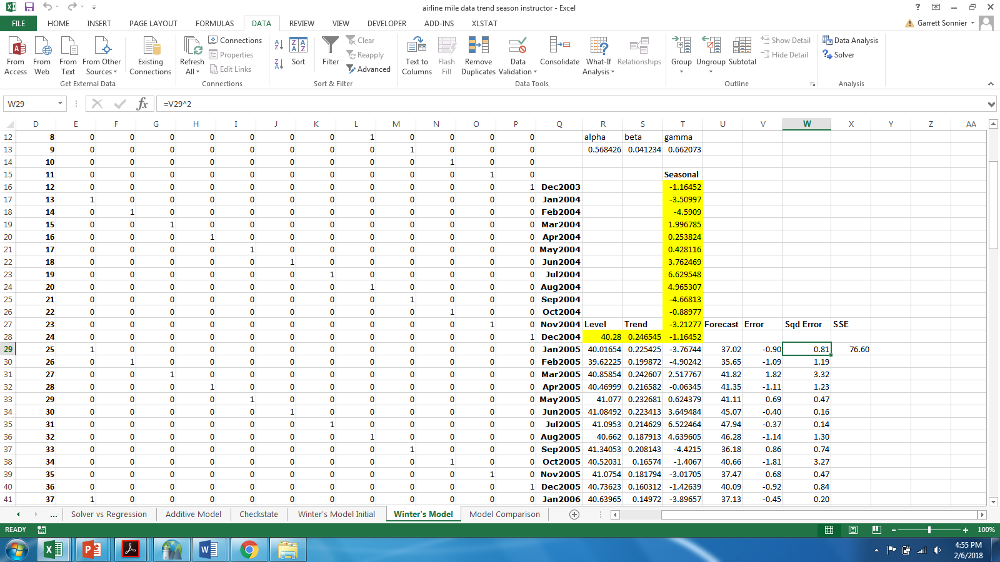 airline mile data trend season instructor - Excel
FILE HOME INSERT PAGE LAYOUT FORMULAS DATA REVIEW VIEW DEVELOPER ADD-INS XLSTAT Garrett Sonnier
From Access From Web From Text From Other Sources Existing Connections Refresh All Connections Properties Edit Links Sort Filter Clear Reapply Advanced Text to Columns Flash Fill Remove Duplicates Data Validation Consolidate What-If Analysis Relationships Group Ungroup Subtotal Show Detail Hide Detail Data Analysis Solver
Get External Data Connections Sort & Filter Data Tools Outline Analysis
W29 fx =V29^2
D E F G H I J K L M N O P Q R S T U V W X Y Z AA
12 8 0 0 0 0 0 0 0 1 0 0 0 0 alpha beta gamma
13 9 0 0 0 0 0 0 0 0 1 0 0 0 0.568426 0.041234 0.662073
14 10 0 0 0 0 0 0 0 0 0 1 0 0
15 11 0 0 0 0 0 0 0 0 0 0 1 0 Seasonal
16 12 0 0 0 0 0 0 0 0 0 0 0 1 Dec2003 -1.16452
17 13 1 0 0 0 0 0 0 0 0 0 0 0 Jan2004 -3.50997
18 14 0 1 0 0 0 0 0 0 0 0 0 0 Feb2004 -4.5909
19 15 0 0 1 0 0 0 0 0 0 0 0 0 Mar2004 1.996785
20 16 0 0 0 1 0 0 0 0 0 0 0 0 Apr2004 0.253824
21 17 0 0 0 0 1 0 0 0 0 0 0 0 May2004 0.428116
22 18 0 0 0 0 0 1 0 0 0 0 0 0 Jun2004 3.762469
23 19 0 0 0 0 0 0 1 0 0 0 0 0 Jul2004 6.629548
24 20 0 0 0 0 0 0 0 1 0 0 0 0 Aug2004 4.965307
25 21 0 0 0 0 0 0 0 0 1 0 0 0 Sep2004 -4.66813
26 22 0 0 0 0 0 0 0 0 0 1 0 0 Oct2004 -0.88977
27 23 0 0 0 0 0 0 0 0 0 0 1 0 Nov2004 Level Trend -3.21277 Forecast Error Sqd Error SSE
28 24 0 0 0 0 0 0 0 0 0 0 0 1 Dec2004 40.28 0.246545 -1.16452
29 25 1 0 0 0 0 0 0 0 0 0 0 0 Jan2005 40.01654 0.225425 -3.76744 37.02 -0.90 0.81 76.60
30 26 0 1 0 0 0 0 0 0 0 0 0 0 Feb2005 39.62225 0.199872 -4.90242 35.65 -1.09 1.19
31 27 0 0 1 0 0 0 0 0 0 0 0 0 Mar2005 40.85854 0.242607 2.517767 41.82 1.82 3.32
32 28 0 0 0 1 0 0 0 0 0 0 0 0 Apr2005 40.46999 0.216582 -0.06345 41.35 -1.11 1.23
33 29 0 0 0 0 1 0 0 0 0 0 0 0 May2005 41.077 0.232681 0.624379 41.11 0.69 0.47
34 30 0 0 0 0 0 1 0 0 0 0 0 0 Jun2005 41.08492 0.223413 3.649484 45.07 -0.40 0.16
35 31 0 0 0 0 0 0 1 0 0 0 0 0 Jul2005 41.0953 0.214629 6.522464 47.94 -0.37 0.14
36 32 0 0 0 0 0 0 0 1 0 0 0 0 Aug2005 40.662 0.187913 4.639605 46.28 -1.14 1.30
37 33 0 0 0 0 0 0 0 0 1 0 0 0 Sep2005 41.34053 0.208143 -4.4215 36.18 0.86 0.74
38 34 0 0 0 0 0 0 0 0 0 1 0 0 Oct2005 40.52031 0.16574 -1.4067 40.66 -1.81 3.27
39 35 0 0 0 0 0 0 0 0 0 0 1 0 Nov2005 41.0754 0.181794 -3.01705 37.47 0.68 0.47
40 36 0 0 0 0 0 0 0 0 0 0 0 1 Dec2005 40.73623 0.160312 -1.42639 40.09 -0.92 0.84
41 37 1 0 0 0 0 0 0 0 0 0 0 0 Jan2006 40.63965 0.14972 -3.89657 37.13 -0.45 0.20
... Solver vs Regression Additive Model Checkstate Winter's Model Initial Winter's Model Model Comparison
READY 100%
4:55 PM
2/6/2018